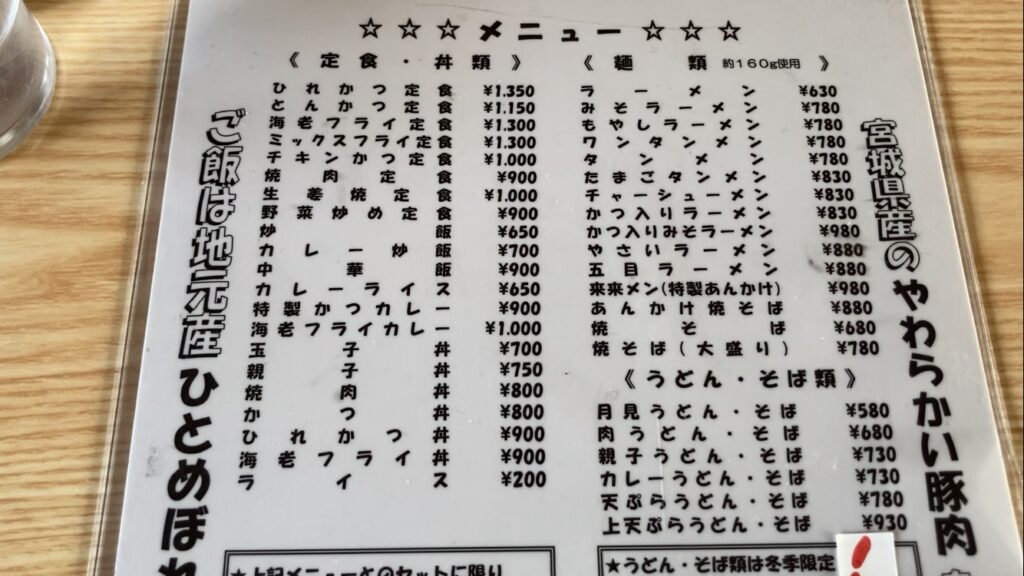 ☆☆☆メニュー☆☆☆
《定食・丼類》
ひれかつ定食 ¥1.350
とんかつ定食 ¥1.150
海老フライ定食 ¥1.300
ミックスフライ定食 ¥1.300
チキンかつ定食 ¥1.000
焼肉定食 ¥900
生姜焼定食 ¥1.000
野菜炒め定食 ¥900
炒飯 ¥650
カレー炒飯 ¥700
中華飯 ¥900
カレーライス ¥650
特製かつカレー ¥900
海老フライカレー ¥1.000
玉子丼 ¥700
親子丼 ¥750
焼肉丼 ¥800
かつ丼 ¥800
ひれかつ丼 ¥900
海老フライ丼 ¥900
ライス ¥200
《麺類 約160g使用》
ラーメン ¥630
みそラーメン ¥780
もやしラーメン ¥780
ワンタンメン ¥780
タンメン ¥780
たまごタンメン ¥830
チャーシューメン ¥830
かつ入りラーメン ¥830
かつ入りみそラーメン ¥980
やさいラーメン ¥880
五目ラーメン ¥880
来来メン(特製あんかけ) ¥980
あんかけ焼そば ¥880
焼そば ¥680
焼そば(大盛り) ¥780
《うどん・そば類》
月見うどん・そば ¥580
肉うどん・そば ¥680
親子うどん・そば ¥730
カレーうどん・そば ¥730
天ぷらうどん・そば ¥780
上天ぷらうどん・そば ¥930
ご飯は地元産ひとめぼれ
宮城県産のやわらかい豚肉
★上記メニューとのセットに限り
★うどん・そば類は冬季限定